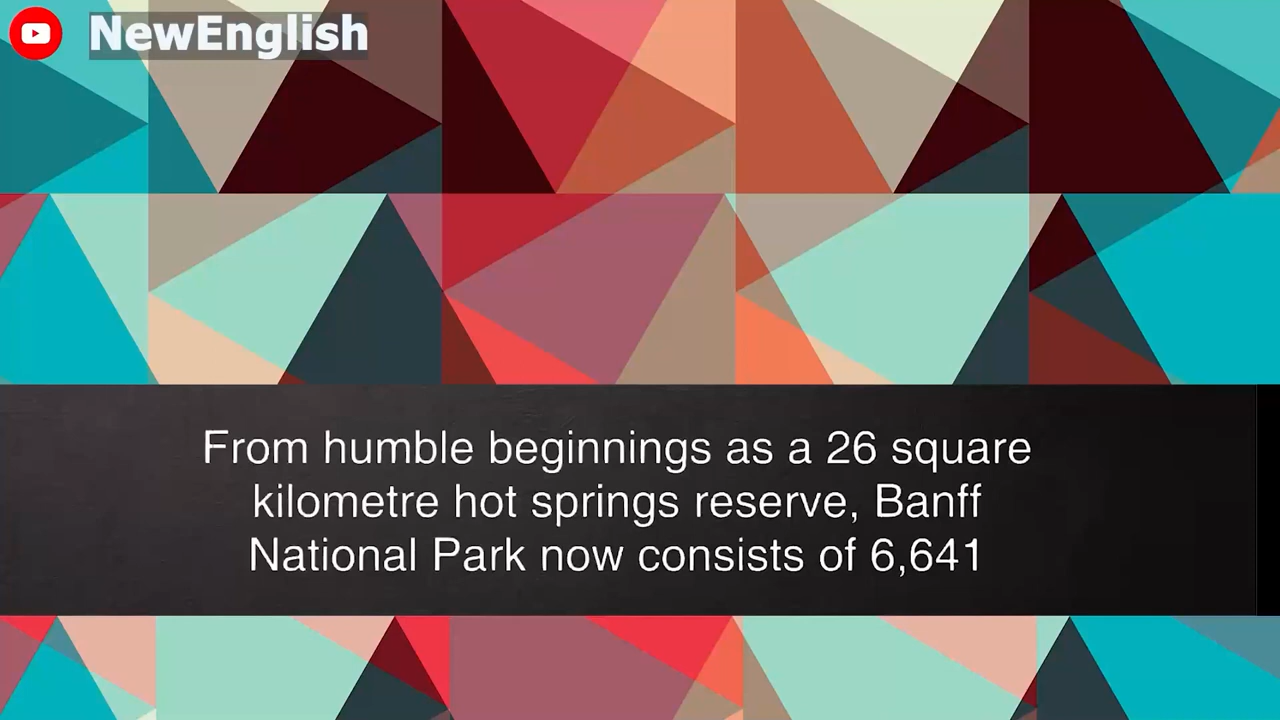 NewEnglish
From humble beginnings as a 26 square
kilometre hot springs reserve, Banff
National Park now consists of 6,641